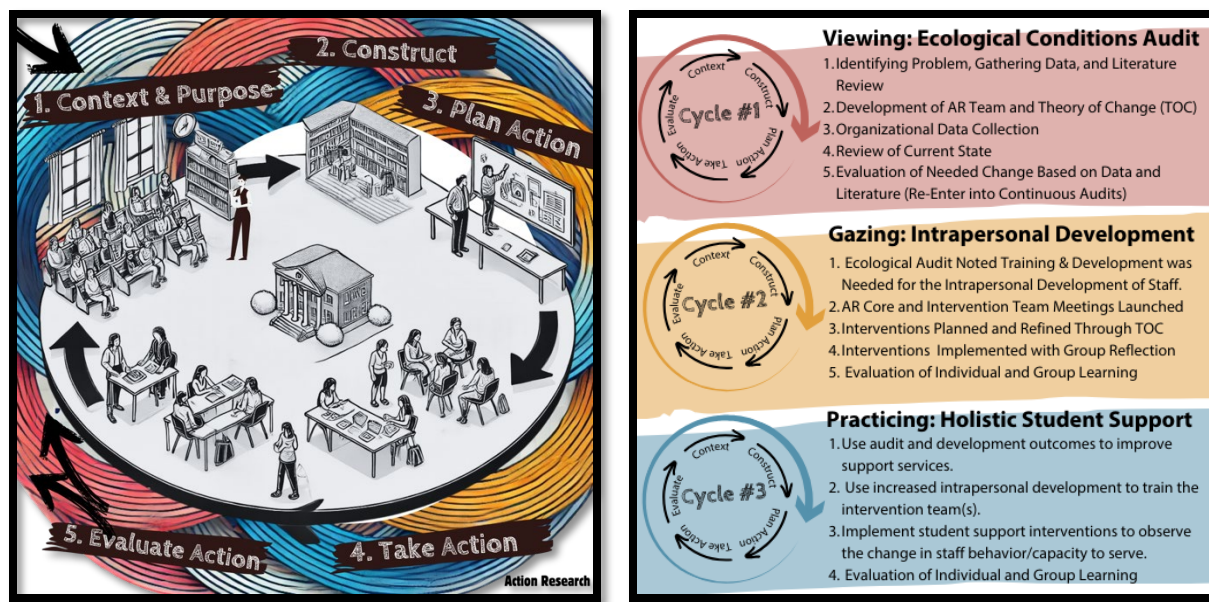 2. Construct
1. Context & Purpose
3. Plan Action
5. Evaluate Action
4. Take Action
Action Research
Viewing: Ecological Conditions Audit
Context
Construct
Plan Action
Take Action
Evaluate
Cycle #1
1.Identifying Problem, Gathering Data, and Literature
Review
2.Development of AR Team and Theory of Change (TOC)
3.Organizational Data Collection
4.Review of Current State
5.Evaluation of Needed Change Based on Data and
Literature (Re-Enter into Continuous Audits)
Gazing: Intrapersonal Development
Context
Construct
Plan Action
Take Action
Evaluate
Cycle #2
1. Ecological Audit Noted Training & Development was
Needed for the Intrapersonal Development of Staff.
2.AR Core and Intervention Team Meetings Launched
3.Interventions Planned and Refined Through TOC
4.Interventions Implemented with Group Reflection
5. Evaluation of Individual and Group Learning
Practicing: Holistic Student Support
Context
Construct
Plan Action
Take Action
Evaluate
Cycle #3
1.Use audit and development outcomes to improve
support services.
2. Use increased intrapersonal development to train the
intervention team(s).
3.Implement student support interventions to observe
the change in staff behavior/capacity to serve.
4. Evaluation of Individual and Group Learning